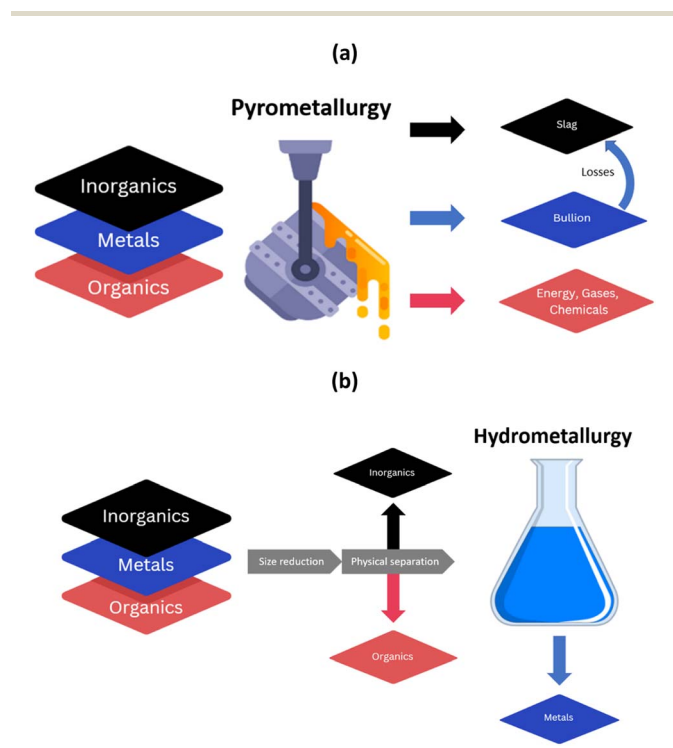 (a)
Pyrometallurgy
Inorganics
Metals
Organics
Slag
Losses
Bullion
Energy, Gases,
Chemicals
(b)
Hydrometallurgy
Inorganics
Metals
Organics
Size reduction
Physical separation
Inorganics
Organics
Metals